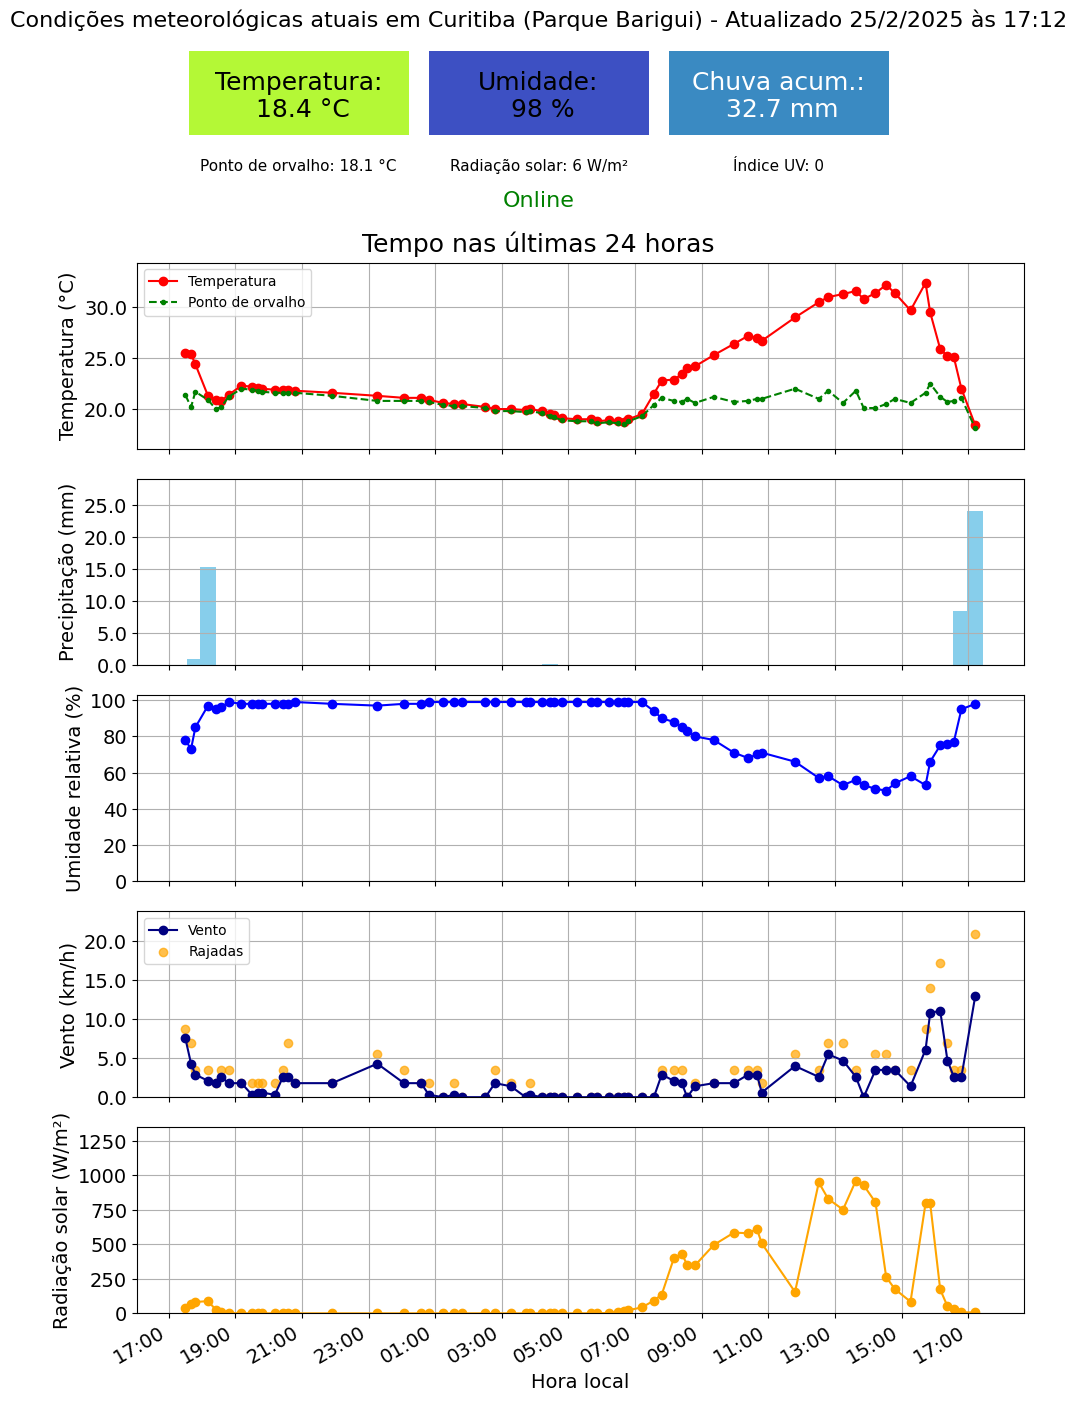 Condições meteorológicas atuais em Curitiba (Parque Barigui) - Atualizado 25/2/2025 às 17:12
Temperatura:
18.4 °C
Umidade:
98 %
Chuva acum.:
32.7 mm
Ponto de orvalho: 18.1 °C
Radiação solar: 6 W/m²
Índice UV: 0
Online
Tempo nas últimas 24 horas
Temperatura (°C)
30.0
25.0
20.0
Temperatura
Ponto de orvalho
Precipitação (mm)
25.0
20.0
15.0
10.0
5.0
0.0
Umidade relativa (%)
100
80
60
40
20
0
Vento (km/h)
20.0
15.0
10.0
5.0
0.0
Vento
Rajadas
Radiação solar (W/m²)
1250
1000
750
500
250
0
17:00
19:00
21:00
23:00
01:00
03:00
05:00
07:00
09:00
11:00
13:00
15:00
17:00
Hora local